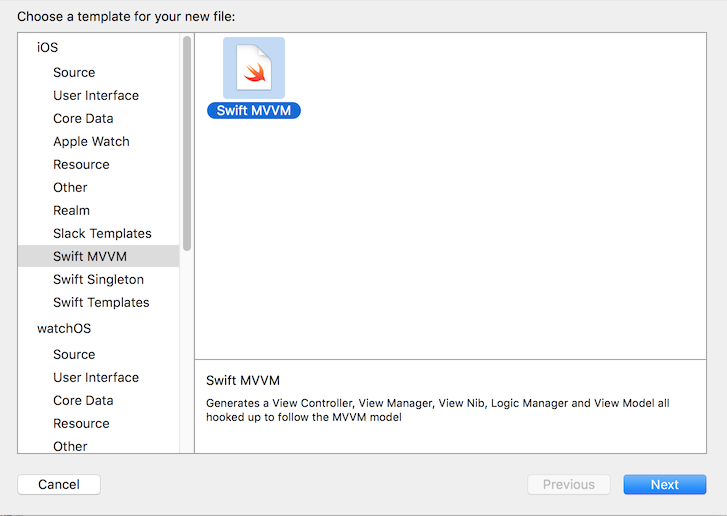 Choose a template for your new file:
iOS
Source
User Interface
Core Data
Apple Watch
Resource
Other
Realm
Slack Templates
Swift MVVM
Swift Singleton
Swift Templates
watchOS
Source
User Interface
Core Data
Resource
Other
Swift MVVM
Swift MVVM
Generates a View Controller, View Manager, View Nib, Logic Manager and View Model all
hooked up to follow the MVVM model
Cancel
Previous
Next